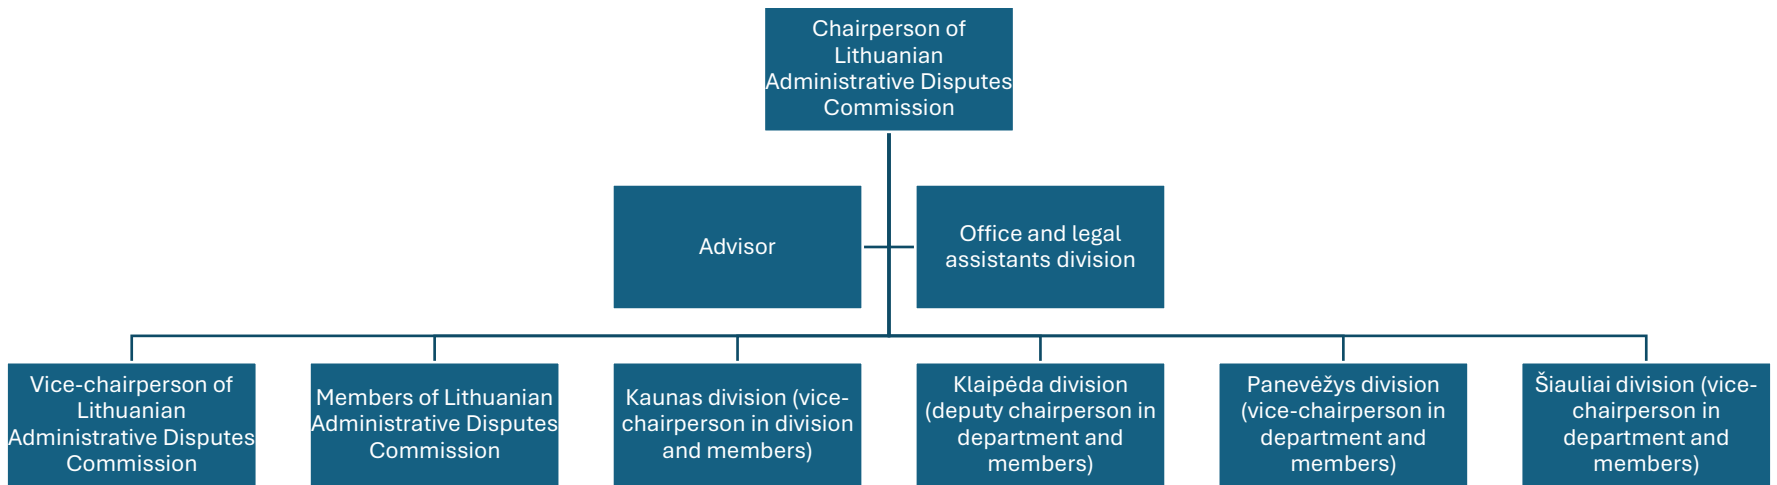 Chairperson of
Lithuanian
Administrative Disputes
Commission
Advisor
Office and legal
assistants division
Vice-chairperson of
Lithuanian
Administrative Disputes
Commission
Members of Lithuanian
Administrative Disputes
Commission
Kaunas division (vice-
chairperson in division
and members)
Klaipėda division
(deputy chairperson in
department and
members)
Panevėžys division
(vice-chairperson in
department and
members)
Šiauliai division (vice-
chairperson in
department and
members)